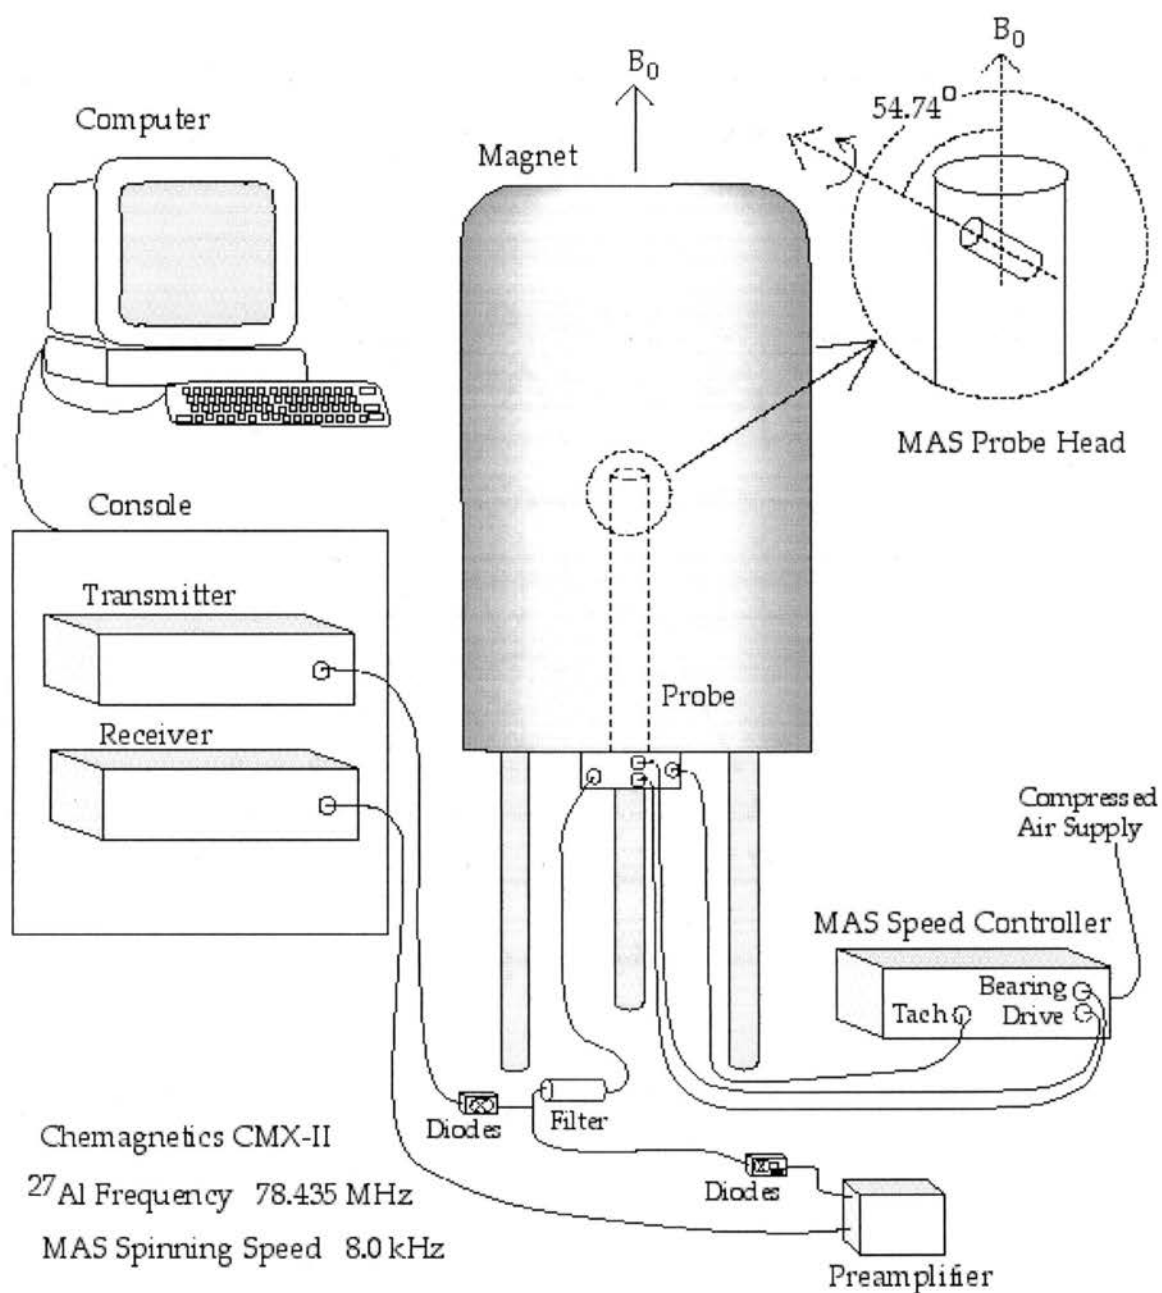 B0
B0
54.74°
Computer
Magnet
MAS Probe Head
Console
Transmitter
Probe
Receiver
Compressed
Air Supply
MAS Speed Controller
Bearing
Tach
Drive
Diodes
Filter
Chemagnetics CMX-II
27Al Frequency 78.435 MHz
Diodes
MAS Spinning Speed 8.0 kHz
Preamplifier